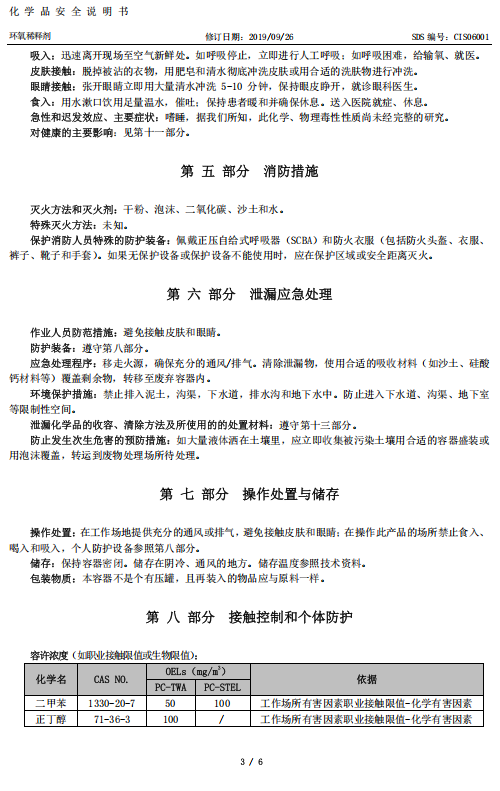 化 学 品 安 全 说 明 书
环氧稀释剂 修订日期：2019/09/26 SDS 编号：CIS06001
吸入：迅速离开现场至空气新鲜处。如呼吸停止，立即进行人工呼吸；如呼吸困难，给输氧、就医。
皮肤接触：脱掉被沾的衣物，用肥皂和清水彻底冲洗皮肤或用合适的洗肤物进行冲洗。
眼睛接触：张开眼睛立即用大量清水冲洗 5-10 分钟，保持眼皮睁开，就诊眼科医生。
食入：用水漱口饮用足量温水，催吐；保持患者暖和并确保休息。送入医院就症、休息。
急性和迟发效应、主要症状：嗜睡，据我们所知，此化学、物理毒性性质尚未经完整的研究。
对健康的主要影响：见第十一部分。
第 五 部分 消防措施
灭火方法和灭火剂：干粉、泡沫、二氧化碳、沙土和水。
特殊灭火方法：未知。
保护消防人员特殊的防护装备：佩戴正压自给式呼吸器（SCBA）和防火衣服（包括防火头盔、衣服、
裤子、靴子和手套）。如果无保护设备或保护设备不能使用时，应在保护区域或安全距离灭火。
第 六 部分 泄漏应急处理
作业人员防范措施：避免接触皮肤和眼睛。
防护装备：遵守第八部分。
应急处理程序：移走火源，确保充分的通风/排气。清除泄漏物，使用合适的吸收材料（如沙土、硅酸
钙材料等）覆盖剩余物，转移至废弃容器内。
环境保护措施：禁止排入泥土，沟渠，下水道，排水沟和地下水中。防止进入下水道、沟渠、地下室
等限制性空间。
泄漏化学品的收容、清除方法及所使用的的处置材料：遵守第十三部分。
防止发生次生危害的预防措施：如大量液体洒在土壤里，应立即收集被污染土壤用合适的容器盛装或
用泡沫覆盖，转运到废物处理场所待处理。
第 七 部分 操作处置与储存
操作处置：在工作场地提供充分的通风或排气，避免接触皮肤和眼睛；在操作此产品的场所禁止食入、
喝入和吸入，个人防护设备参照第八部分。
储存：保持容器密闭。储存在阴冷、通风的地方。储存温度参照技术资料。
包装物质：本容器不是个有压罐，且再装入的物品应与原料一样。
第 八 部分 接触控制和个体防护
容许浓度（如职业接触限值或生物限值）：
化学名 CAS NO. OELs（mg/m³） 依据
PC-TWA PC-STEL
二甲苯 1330-20-7 50 100 工作场所有害因素职业接触限值-化学有害因素
正丁醇 71-36-3 100 / 工作场所有害因素职业接触限值-化学有害因素
3 / 6